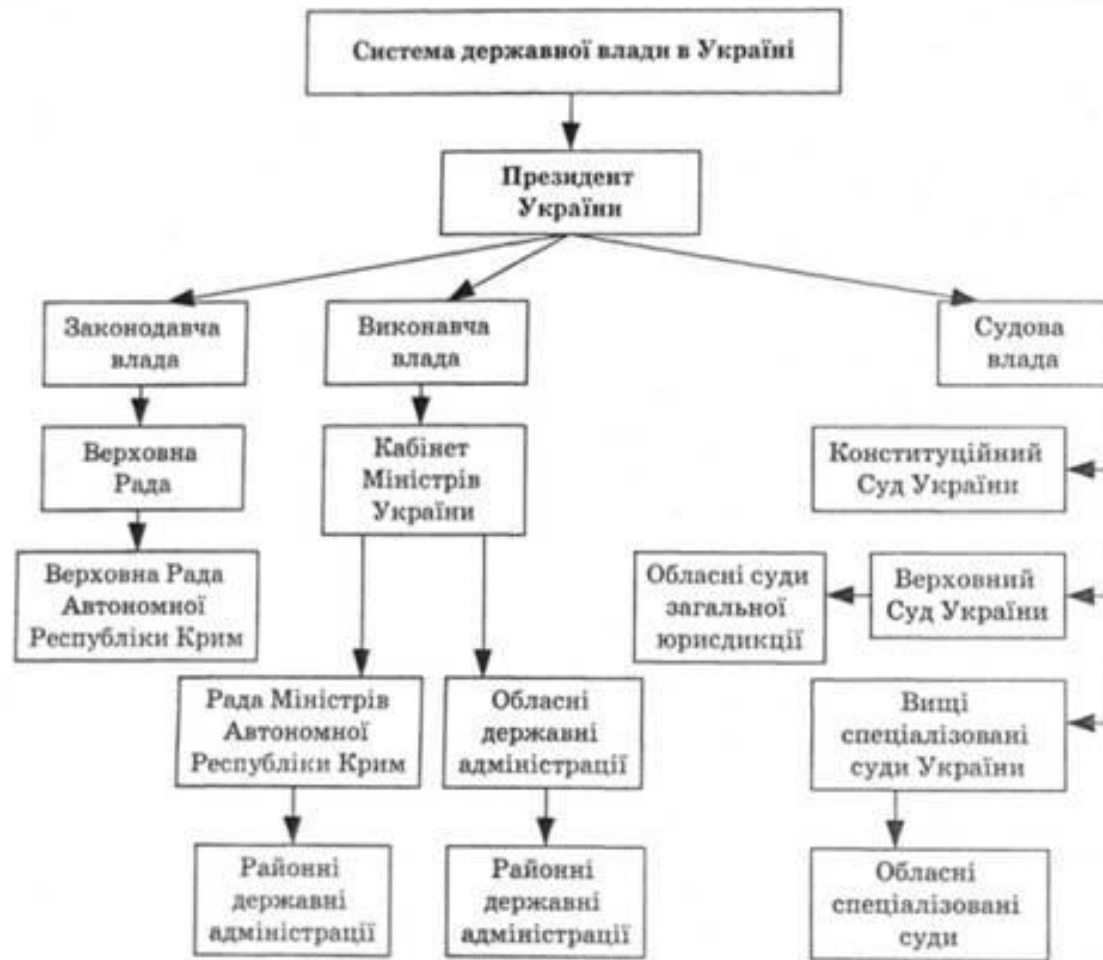 Система державної влади в Україні
Президент
України
Законодавча
влада
Виконавча
влада
Судова
влада
Верховна
Рада
Кабінет
Міністрів
України
Конституційний
Суд України
Верховна Рада
Автономної
Республіки Крим
Обласні суди
загальної
юрисдикції
Верховний
Суд України
Рада Міністрів
Автономної
Республіки Крим
Обласні
державні
адміністрації
Вищі
спеціалізовані
суди України
Районні
державні
адміністрації
Районні
державні
адміністрації
Обласні
спеціалізовані
суди